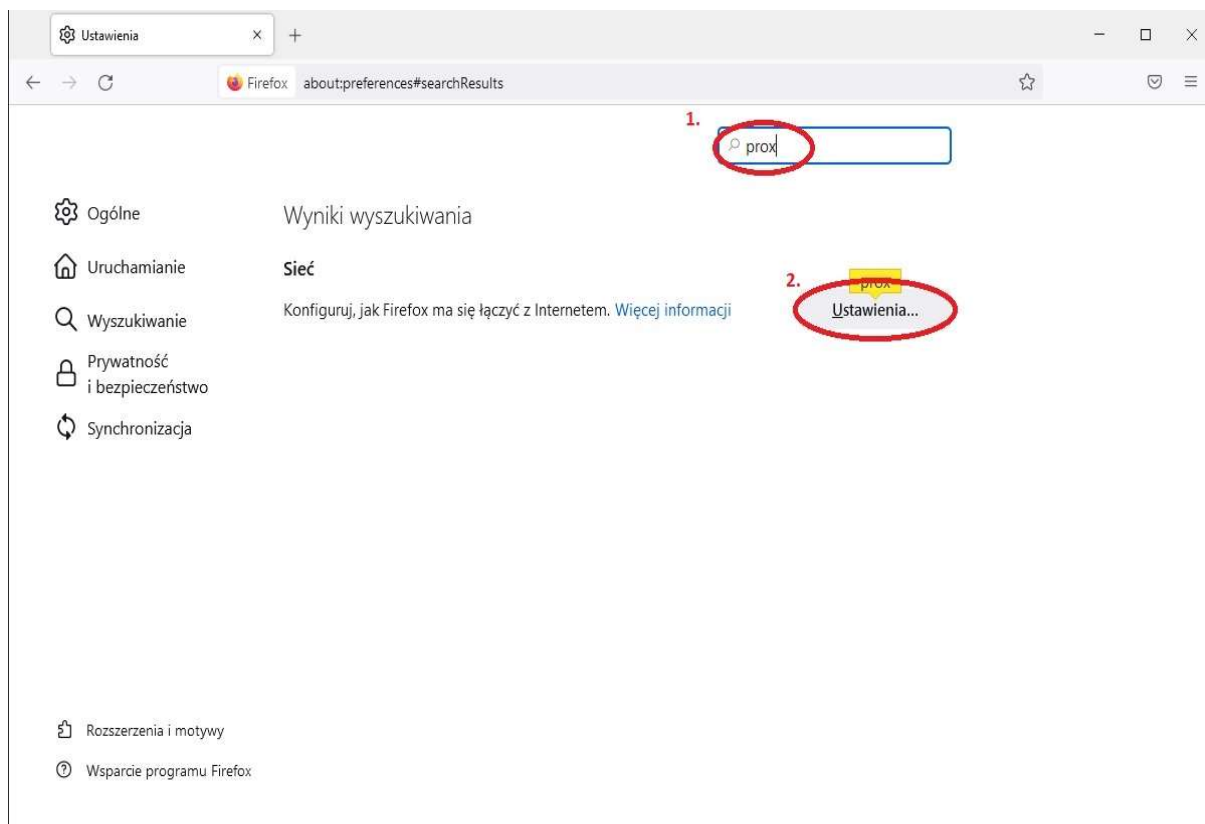 Ustawienia
Firefox about:preferences#searchResults
1.
prox
Ogólne
Uruchamianie
Wyszukiwanie
Prywatność
i bezpieczeństwo
Synchronizacja
Wyniki wyszukiwania
Sieć
Konfiguruj, jak Firefox ma się łączyć z Internetem. Więcej informacji
2.
prox
Ustawienia...
Rozszerzenia i motywy
Wsparcie programu Firefox